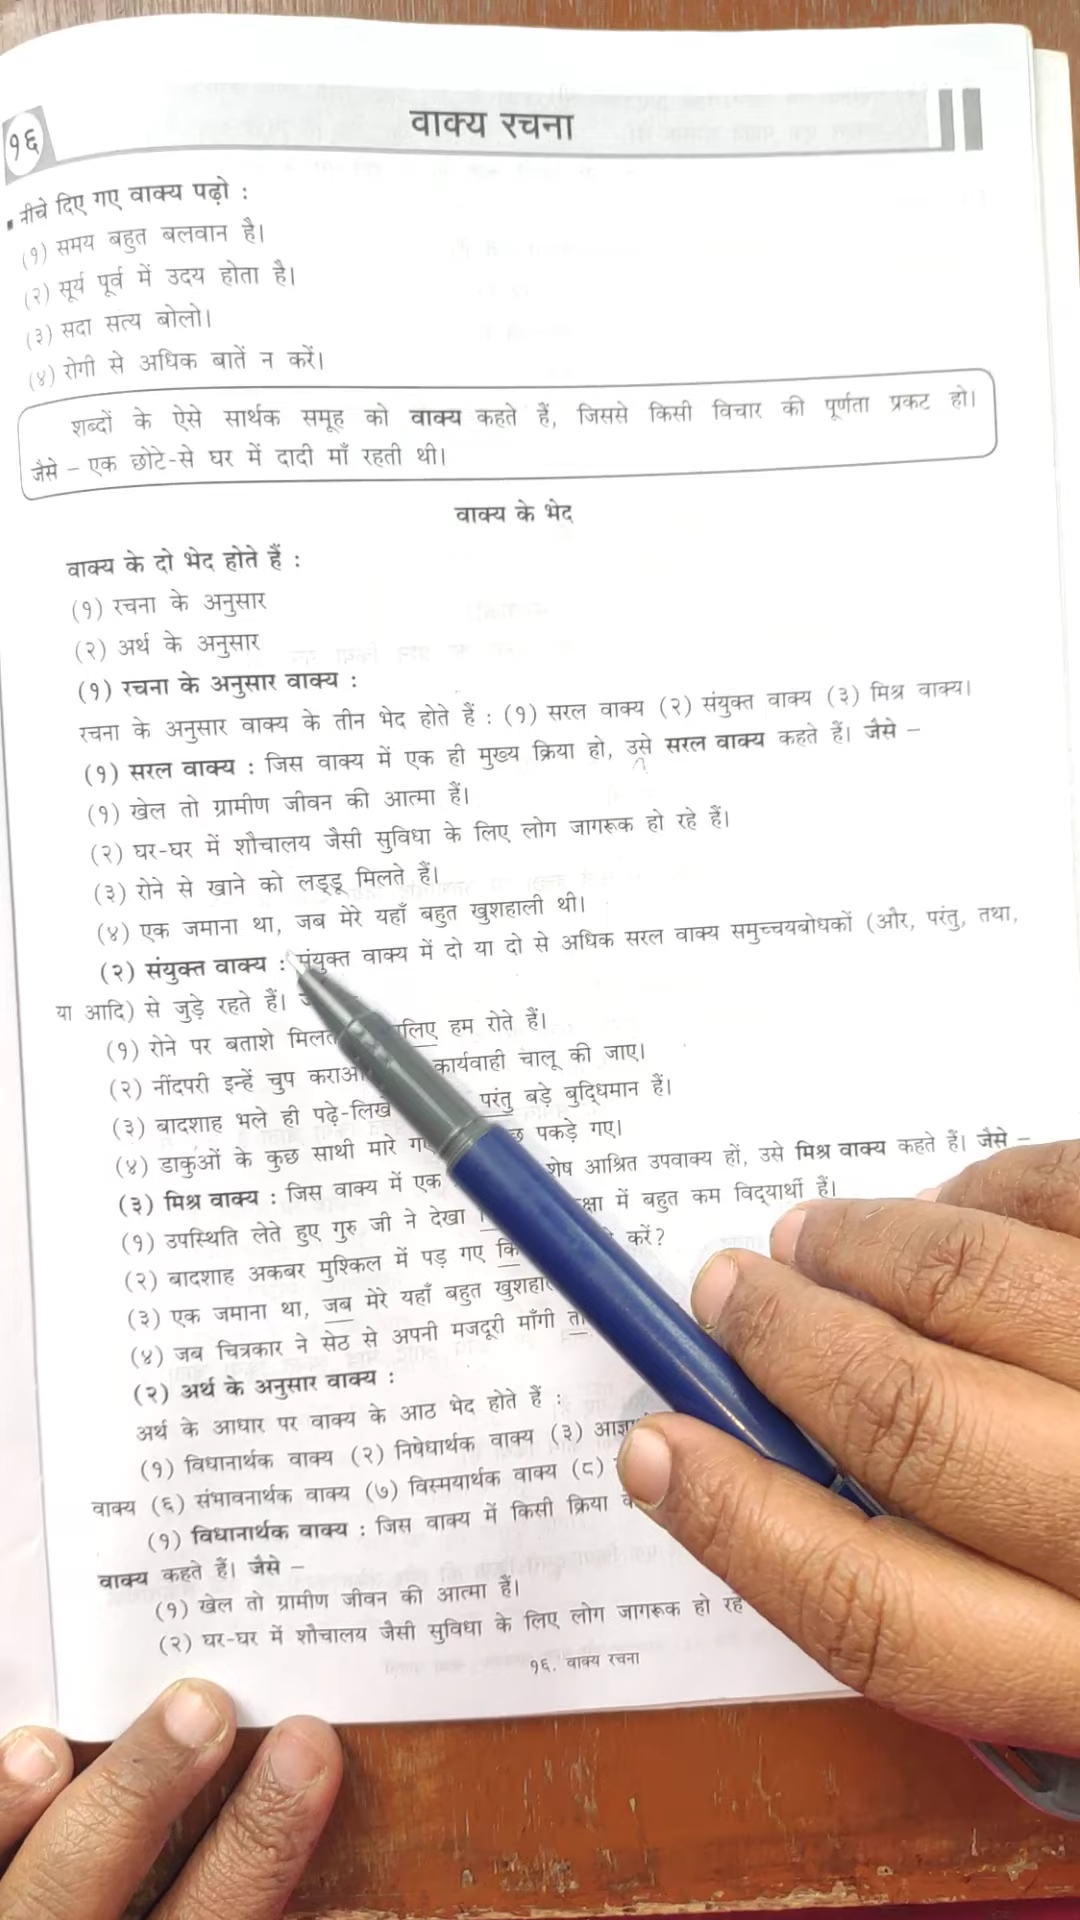 १६
वाक्य रचना
▪ नीचे दिए गए वाक्य पढ़ो :
(१) समय बहुत बलवान है।
(२) सूर्य पूर्व में उदय होता है।
(३) सदा सत्य बोलो।
(४) रोगी से अधिक बातें न करें।
शब्दों के ऐसे सार्थक समूह को वाक्य कहते हैं, जिससे किसी विचार की पूर्णता प्रकट हो।
जैसे – एक छोटे-से घर में दादी माँ रहती थी।
वाक्य के भेद
वाक्य के दो भेद होते हैं :
(१) रचना के अनुसार
(२) अर्थ के अनुसार
(१) रचना के अनुसार वाक्य :
रचना के अनुसार वाक्य के तीन भेद होते हैं : (१) सरल वाक्य (२) संयुक्त वाक्य (३) मिश्र वाक्य।
(१) सरल वाक्य : जिस वाक्य में एक ही मुख्य क्रिया हो, उसे सरल वाक्य कहते हैं। जैसे –
(१) खेल तो ग्रामीण जीवन की आत्मा हैं।
(२) घर-घर में शौचालय जैसी सुविधा के लिए लोग जागरूक हो रहे हैं।
(३) रोने से खाने को लड्डू मिलते हैं।
(४) एक जमाना था, जब मेरे यहाँ बहुत खुशहाली थी।
(२) संयुक्त वाक्य : संयुक्त वाक्य में दो या दो से अधिक सरल वाक्य समुच्चयबोधकों (और, परंतु, तथा,
या आदि) से जुड़े रहते हैं।
(१) रोने पर बताशे हम रोते हैं।
(२) नींदपरी इन्हें चुप कार्यवाही चालू की जाए।
(३) बादशाह भले ही परंतु बड़े बुद्धिमान हैं।
(४) डाकुओं के कुछ साथी मारे पकड़े गए।
(३) मिश्र वाक्य : जिस वाक्य में एक आश्रित उपवाक्य हों, उसे मिश्र वाक्य कहते हैं। जैसे –
(१) उपस्थिति लेते हुए गुरु जी ने देखा में बहुत कम विद्यार्थी हैं।
(२) बादशाह अकबर मुश्किल में पड़ गए कि करें?
(३) एक जमाना था, जब मेरे यहाँ बहुत
(४) जब चित्रकार ने सेठ से अपनी मजदूरी माँगी
(२) अर्थ के अनुसार वाक्य :
अर्थ के आधार पर वाक्य के आठ भेद होते हैं :
(१) विधानार्थक वाक्य (२) निषेधार्थक वाक्य (३)
वाक्य (६) संभावनार्थक वाक्य (७) विस्मयार्थक वाक्य (८)
(१) विधानार्थक वाक्य : जिस वाक्य में किसी क्रिया
वाक्य कहते हैं। जैसे –
(१) खेल तो ग्रामीण जीवन की आत्मा हैं।
(२) घर-घर में शौचालय जैसी सुविधा के लिए लोग जागरूक हो रहे
१६. वाक्य रचना